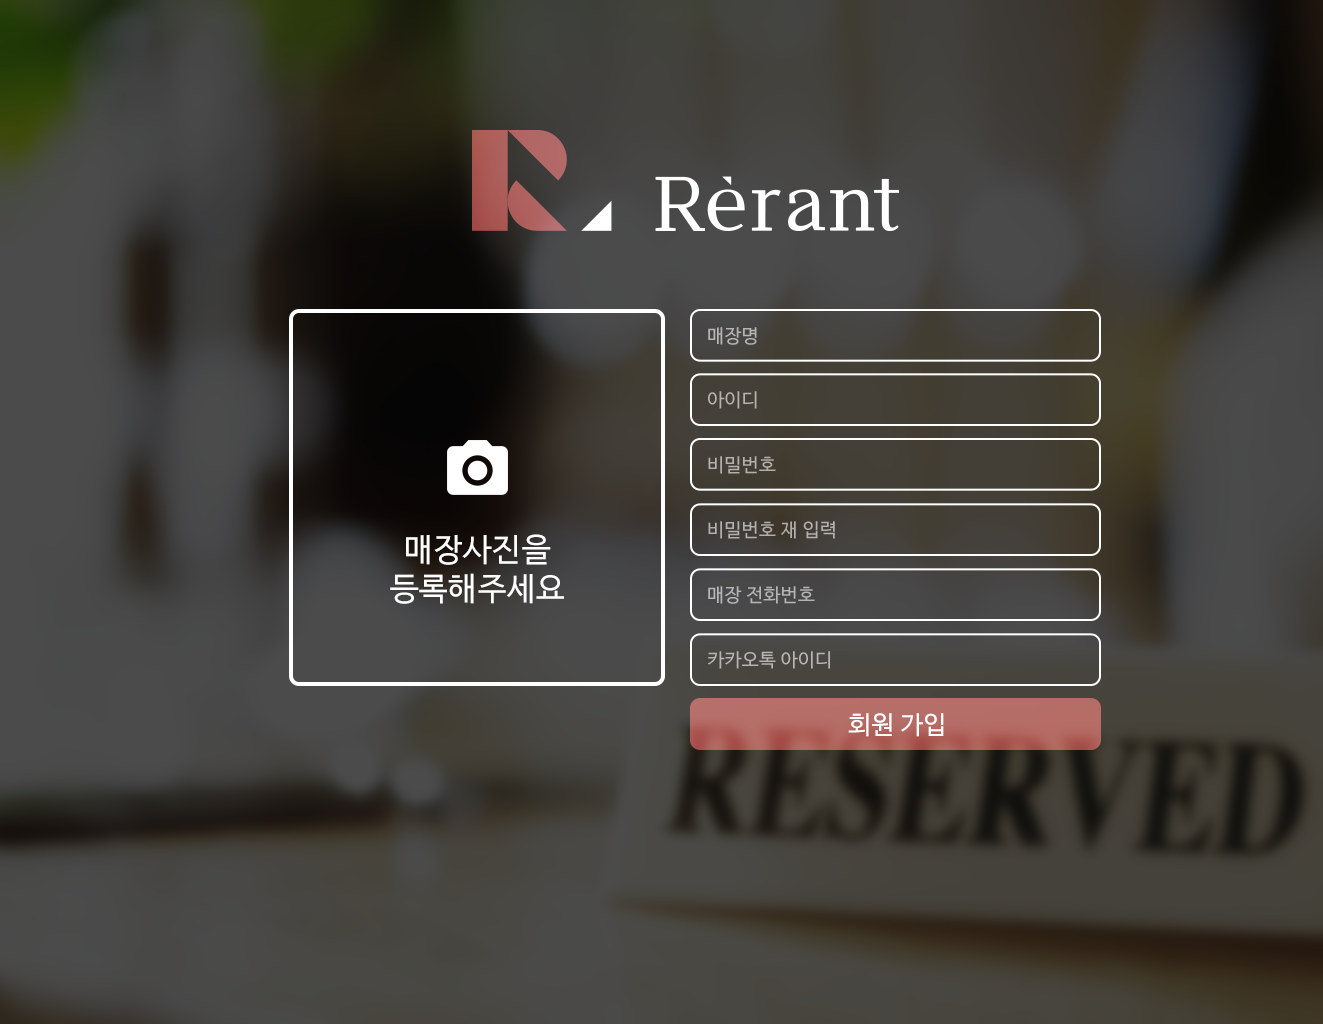 Rèrant
매장명
아이디
비밀번호
비밀번호 재 입력
매장 전화번호
카카오톡 아이디
매장사진을
등록해주세요
회원 가입
RESERVED